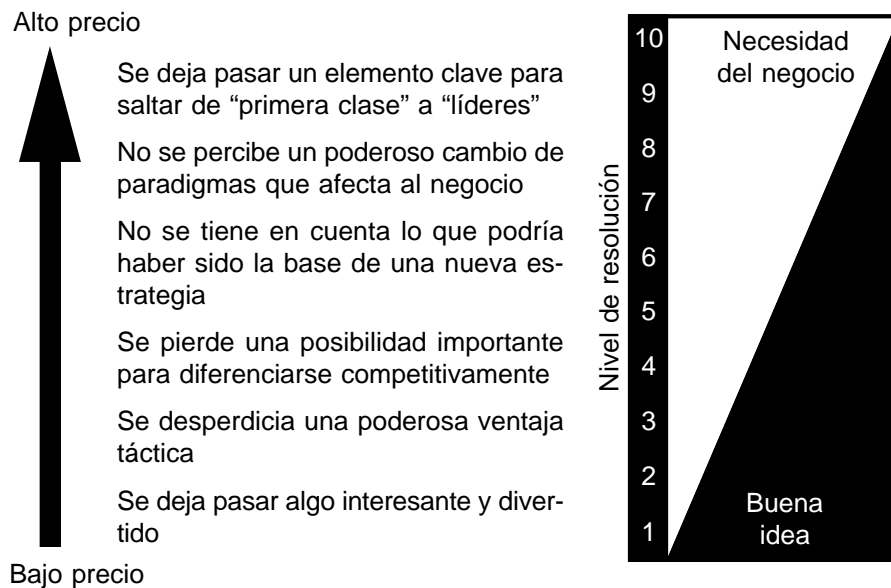 Alto precio
Se deja pasar un elemento clave para
saltar de “primera clase” a “líderes”
No se percibe un poderoso cambio de
paradigmas que afecta al negocio
No se tiene en cuenta lo que podría
haber sido la base de una nueva es-
trategia
Se pierde una posibilidad importante
para diferenciarse competitivamente
Se desperdicia una poderosa ventaja
táctica
Se deja pasar algo interesante y diver-
tido
Bajo precio
Nivel de resolución
10
9
8
7
6
5
4
3
2
1
Necesidad
del negocio
Buena
idea